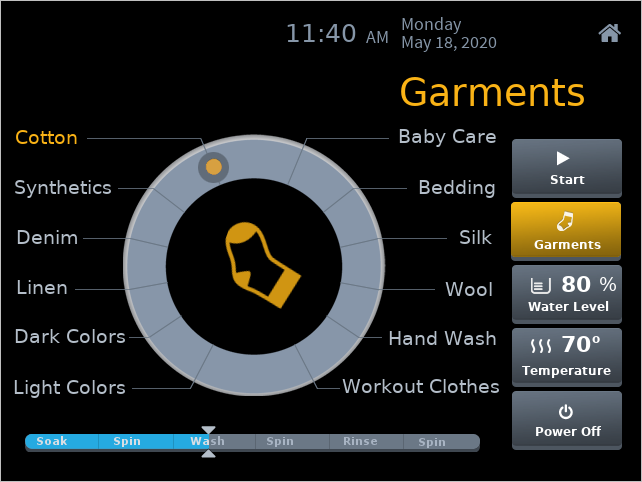 11:40 AM
Monday
May 18, 2020
Garments
Cotton
Synthetics
Denim
Linen
Dark Colors
Light Colors
Baby Care
Bedding
Silk
Wool
Hand Wash
Workout Clothes
Start
Garments
80 %
Water Level
70°
Temperature
Power Off
Soak Spin Wash Spin Rinse Spin